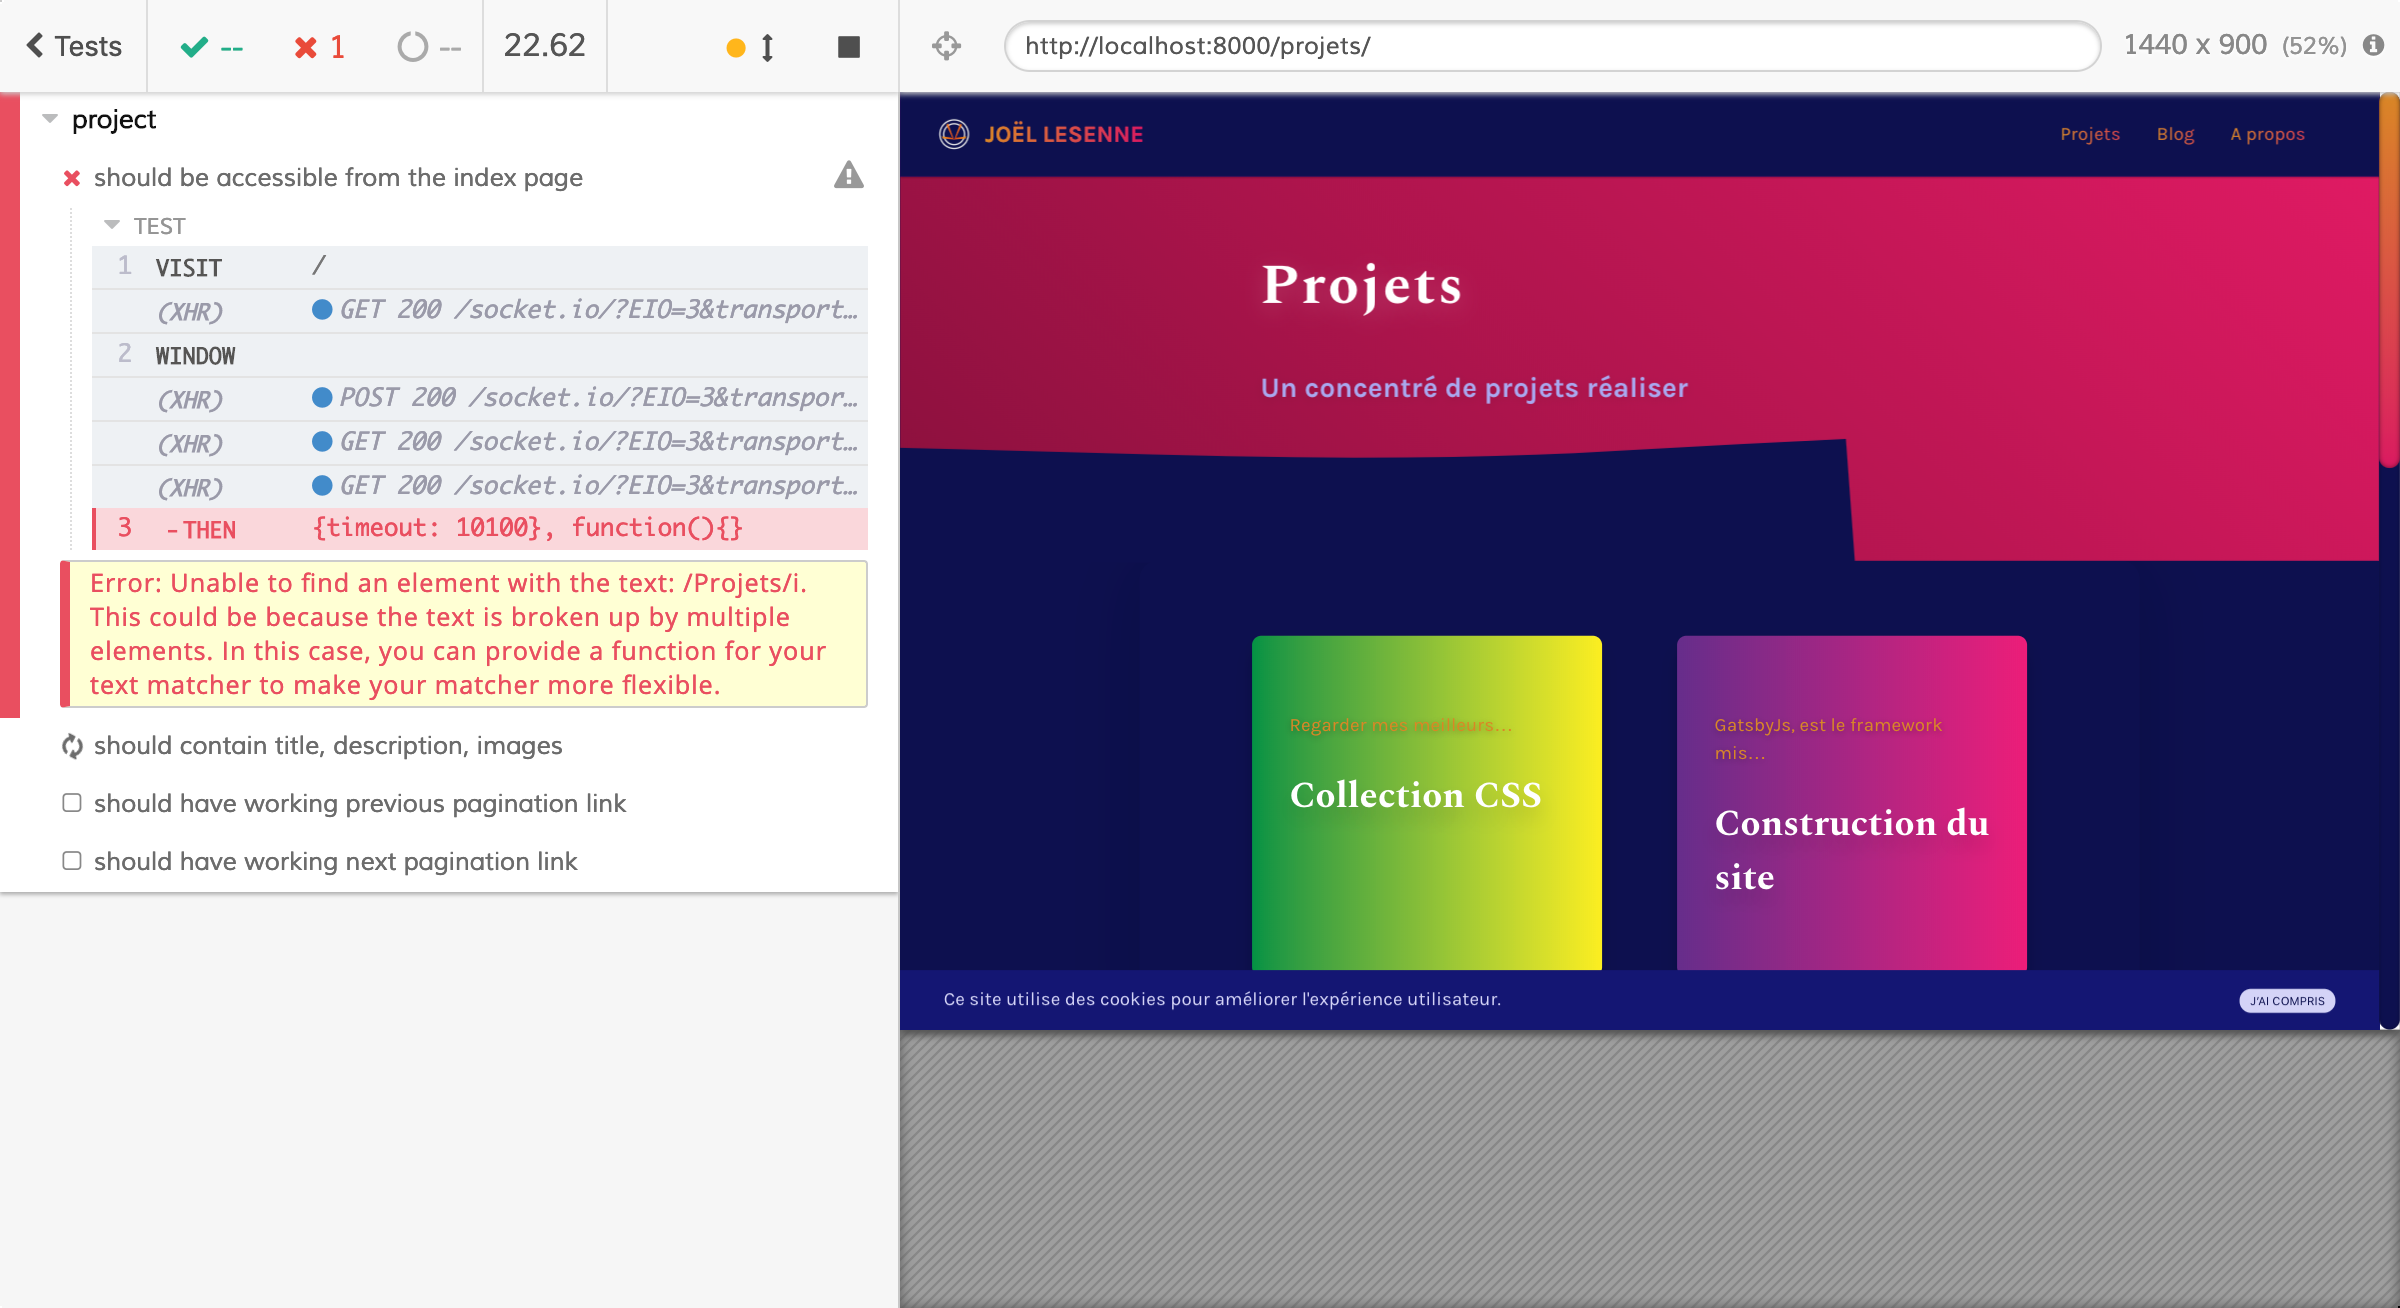 Tests
--
1
--
22.62
http://localhost:8000/projets/
1440 x 900 (52%)
project
should be accessible from the index page
TEST
1 VISIT /
(XHR) GET 200 /socket.io/?EIO=3&transport...
2 WINDOW
(XHR) POST 200 /socket.io/?EIO=3&transpor...
(XHR) GET 200 /socket.io/?EIO=3&transport...
(XHR) GET 200 /socket.io/?EIO=3&transport...
3 -THEN {timeout: 10100}, function(){}
Error: Unable to find an element with the text: /Projets/i.
This could be because the text is broken up by multiple
elements. In this case, you can provide a function for your
text matcher to make your matcher more flexible.
should contain title, description, images
should have working previous pagination link
should have working next pagination link
JOËL LESENNE
Projets Blog A propos
Projets
Un concentré de projets réaliser
Regarder mes meilleurs...
Collection CSS
GatsbyJs, est le framework
mis...
Construction du
site
Ce site utilise des cookies pour améliorer l'expérience utilisateur.
J'AI COMPRIS